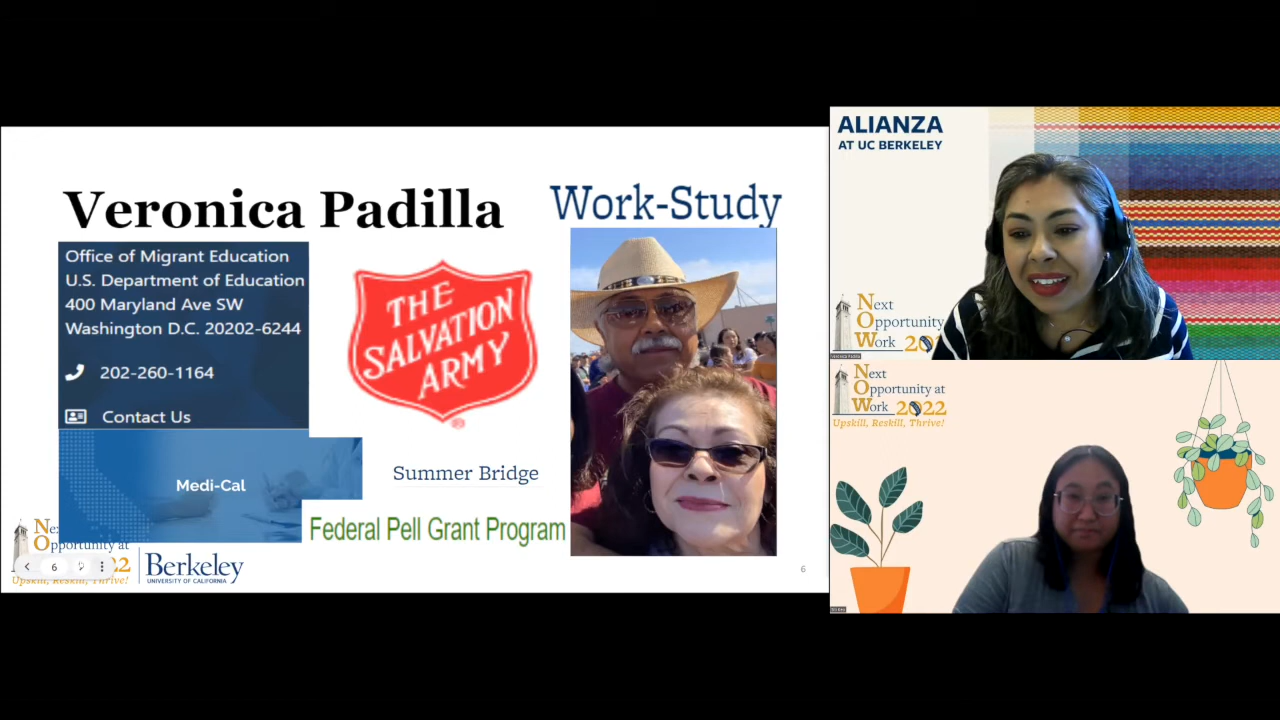 Veronica Padilla
Work-Study
Office of Migrant Education
U.S. Department of Education
400 Maryland Ave SW
Washington D.C. 20202-6244
202-260-1164
Contact Us
THE
SALVATION
ARMY
Medi-Cal
Summer Bridge
Federal Pell Grant Program
Opportunity at
Upskill, Reskill, Thrive!
6
Berkeley
UNIVERSITY OF CALIFORNIA
6
ALIANZA
AT UC BERKELEY
Next
Opportunity
Work
Veronica Padilla
Next
Opportunity at
Work 2022
Upskill, Reskill, Thrive!